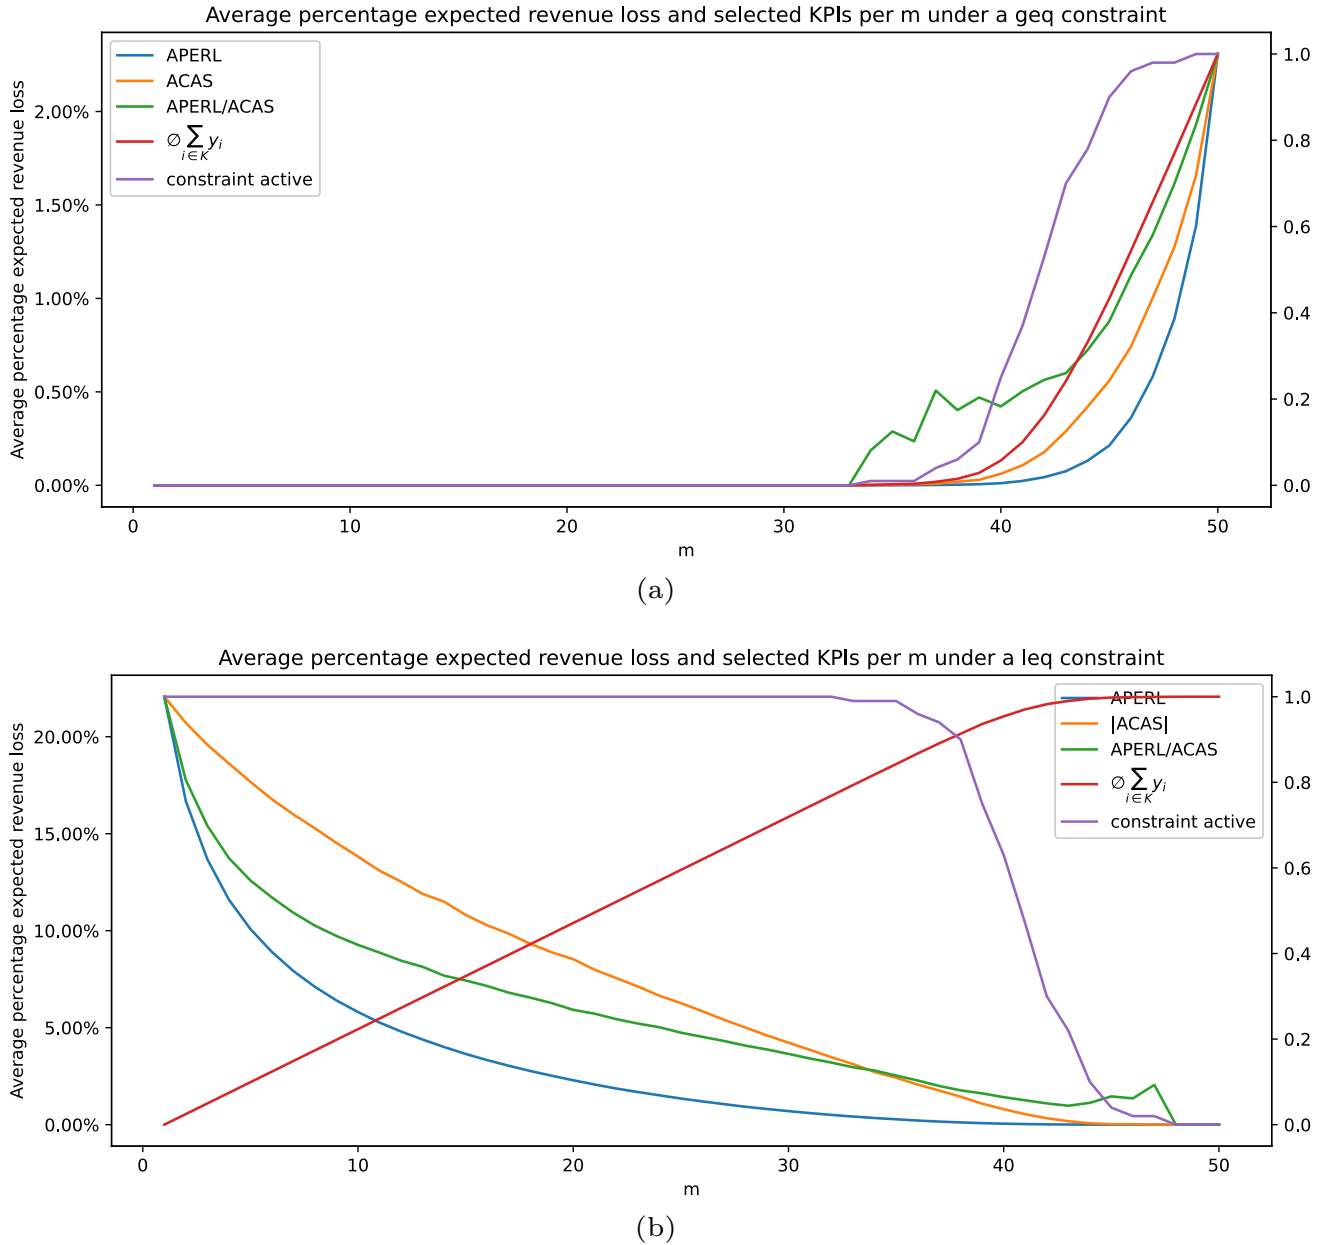 Average percentage expected revenue loss and selected KPIs per m under a geq constraint
Average percentage expected revenue loss
2.00%
1.50%
1.00%
0.50%
0.00%
APERL
ACAS
APERL/ACAS
∅ ∑ y_i
i ∈ K
constraint active
1.0
0.8
0.6
0.4
0.2
0.0
0 10 20 30 40 50
m
(a)
Average percentage expected revenue loss and selected KPIs per m under a leq constraint
Average percentage expected revenue loss
20.00%
15.00%
10.00%
5.00%
0.00%
APERL
|ACAS|
APERL/ACAS
∅ ∑ y_i
i ∈ K
constraint active
1.0
0.8
0.6
0.4
0.2
0.0
0 10 20 30 40 50
m
(b)